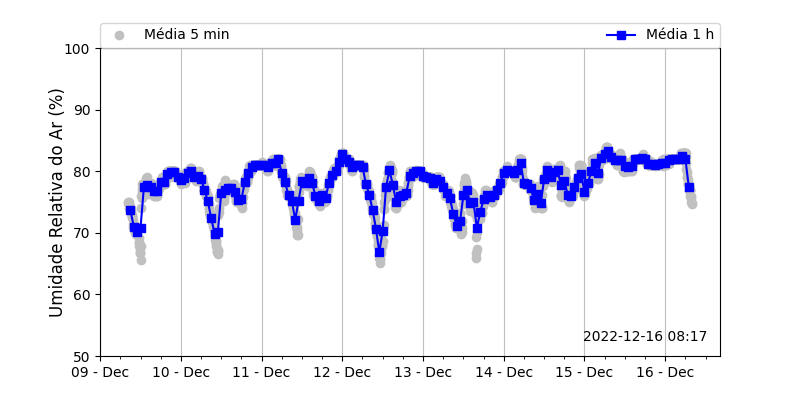 Média 5 min
Média 1 h
Umidade Relativa do Ar (%)
100
90
80
70
60
50
2022-12-16 08:17
09 - Dec
10 - Dec
11 - Dec
12 - Dec
13 - Dec
14 - Dec
15 - Dec
16 - Dec